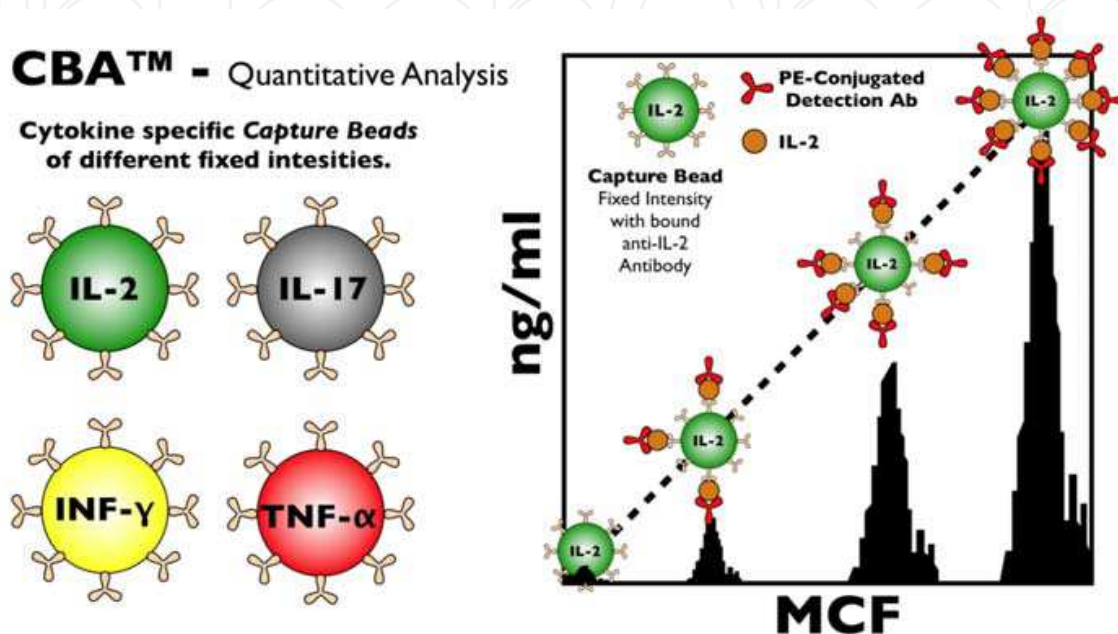 CBA™ - Quantitative Analysis
Cytokine specific Capture Beads
of different fixed intesities.
IL-2
IL-17
INF-γ
TNF-α
ng/ml
IL-2
Capture Bead
Fixed Intensity
with bound
anti-IL-2
Antibody
PE-Conjugated
Detection Ab
IL-2
IL-2
IL-2
IL-2
IL-2
MCF